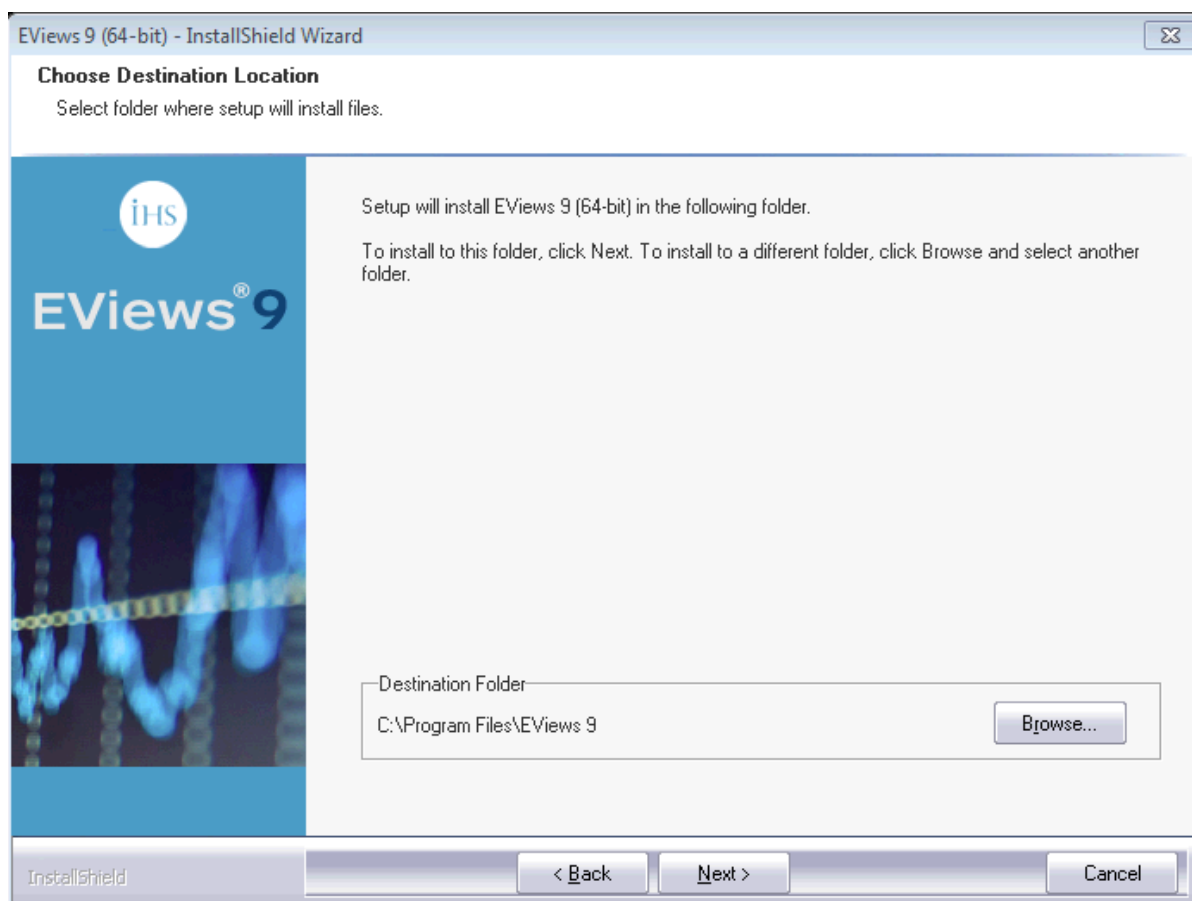 EViews 9 (64-bit) - InstallShield Wizard
Choose Destination Location
Select folder where setup will install files.
iHS
EViews®9
Setup will install EViews 9 (64-bit) in the following folder.
To install to this folder, click Next. To install to a different folder, click Browse and select another
folder.
Destination Folder
C:\Program Files\EViews 9
Browse...
InstallShield
< Back
Next >
Cancel